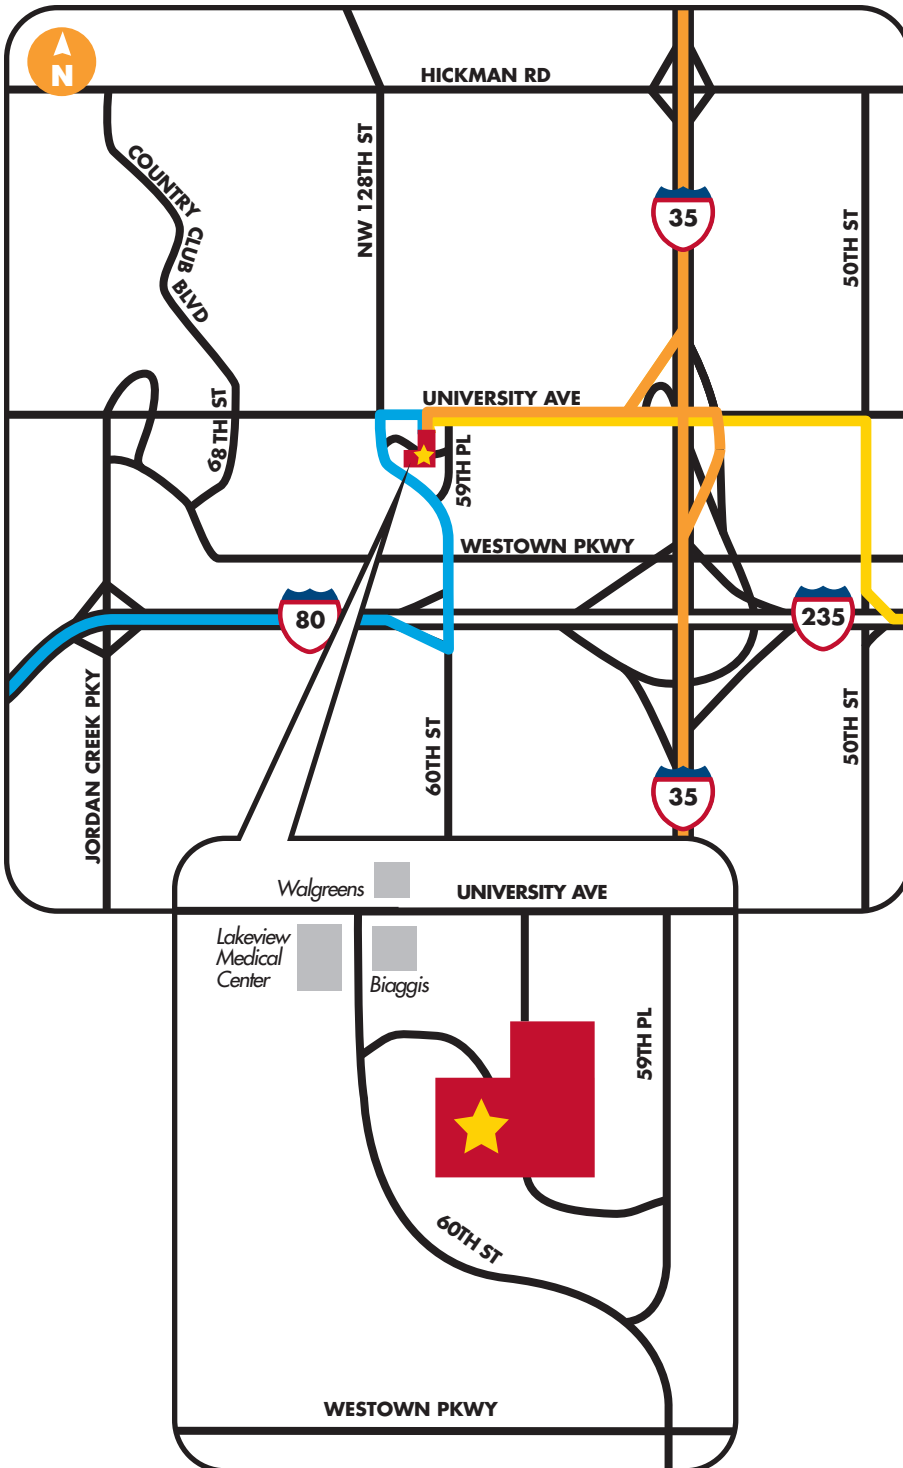 N
HICKMAN RD
COUNTRY CLUB BLVD
NW 128TH ST
35
50TH ST
UNIVERSITY AVE
68TH ST
59TH PL
WESTOWN PKWY
80
235
JORDAN CREEK PKY
60TH ST
50TH ST
35
Walgreens
UNIVERSITY AVE
Lakeview
Medical
Center
Biaggis
59TH PL
60TH ST
WESTOWN PKWY